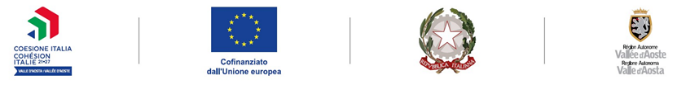 COESIONE ITALIA
COHÉSION
ITALIE 21•27
VALLE D'AOSTA / VALLÉE D'AOSTE
Cofinanziato
dall'Unione europea
REPVBBLICA ITALIANA
Région Autonome
Vallée d'Aoste
Regione Autonoma
Valle d'Aosta